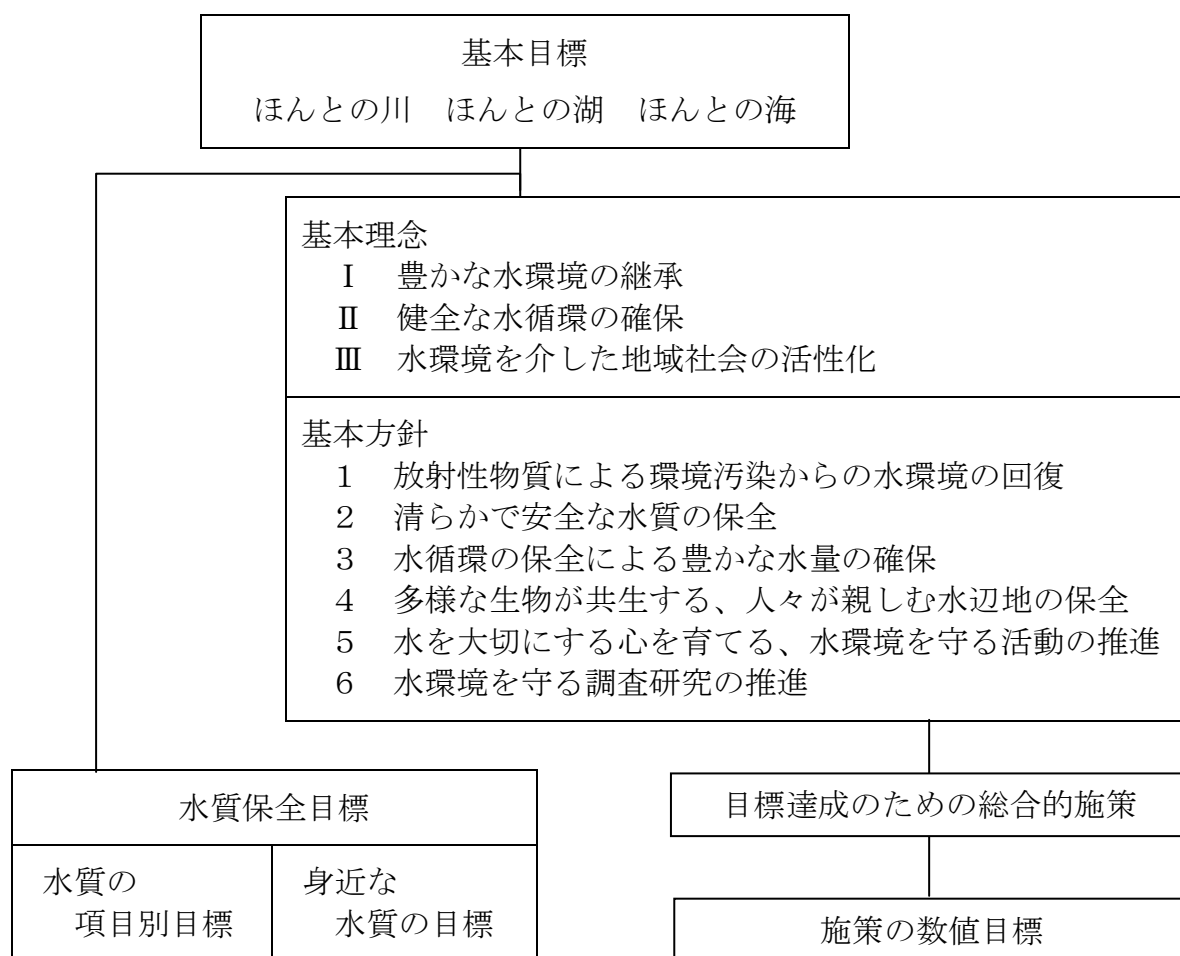 基本目標
ほんとの川　ほんとの湖　ほんとの海
基本理念
Ⅰ　豊かな水環境の継承
Ⅱ　健全な水循環の確保
Ⅲ　水環境を介した地域社会の活性化
基本方針
１　放射性物質による環境汚染からの水環境の回復
２　清らかで安全な水質の保全
３　水循環の保全による豊かな水量の確保
４　多様な生物が共生する、人々が親しむ水辺地の保全
５　水を大切にする心を育てる、水環境を守る活動の推進
６　水環境を守る調査研究の推進
水質保全目標
水質の
項目別目標
身近な
水質の目標
目標達成のための総合的施策
施策の数値目標